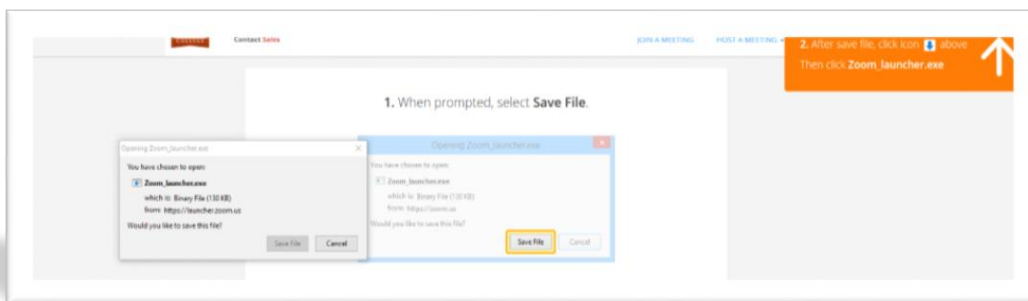 Contact Sales
JOIN A MEETING HOST A MEETING
2. After save file, click icon above
Then click Zoom_launcher.exe
1. When prompted, select Save File.
Opening Zoom_launcher.exe
You have chosen to open:
Zoom_launcher.exe
which is: Binary File (130 KB)
from: https://launcher.zoom.us
Would you like to save this file?
Save File Cancel
Opening Zoom_launcher.exe
You have chosen to open:
Zoom_launcher.exe
which is: Binary File (130 KB)
from: https://zoom.us
Would you like to save this file?
Save File Cancel